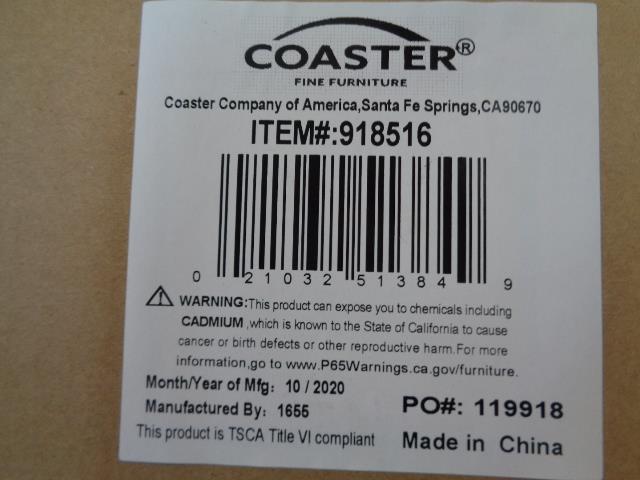 COASTER®
FINE FURNITURE
Coaster Company of America,Santa Fe Springs,CA90670
ITEM#:918516
0 21032 51384 9
WARNING:This product can expose you to chemicals including
CADMIUM ,which is known to the State of California to cause
cancer or birth defects or other reproductive harm.For more
information,go to www.P65Warnings.ca.gov/furniture.
Month/Year of Mfg: 10 / 2020
Manufactured By: 1655
PO#: 119918
This product is TSCA Title VI compliant
Made in China